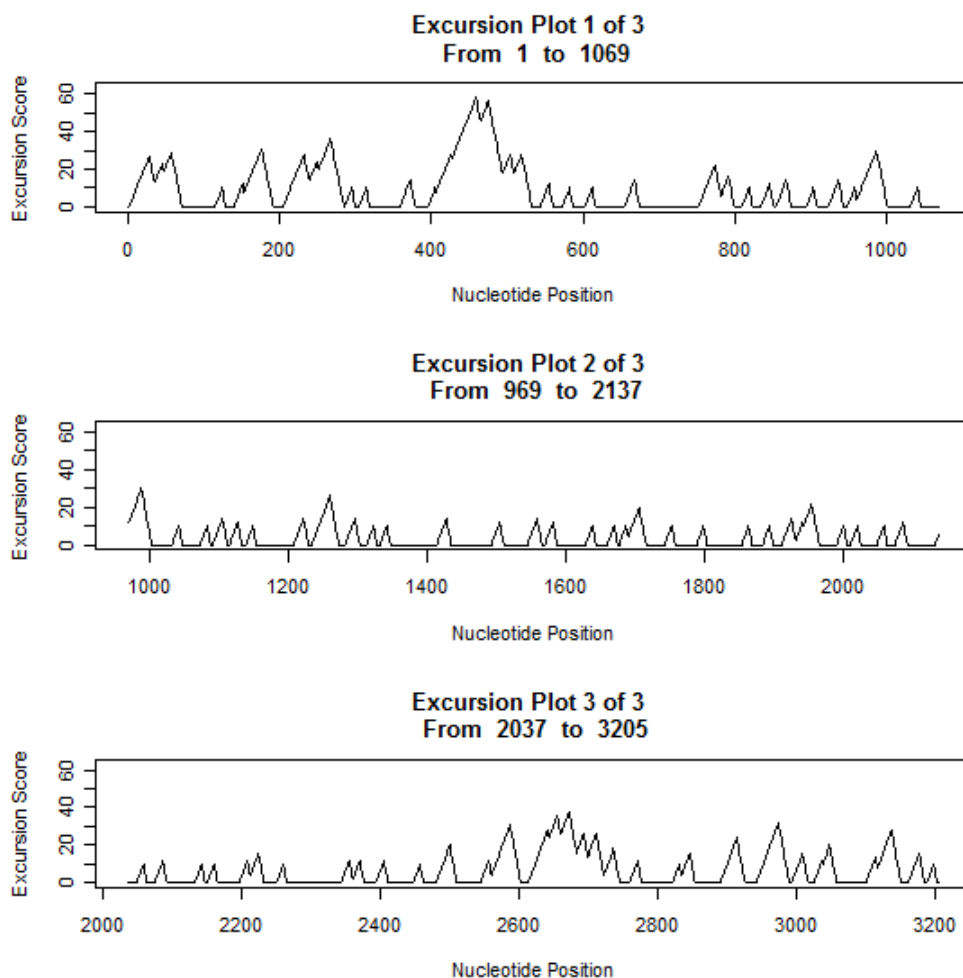 Excursion Plot 1 of 3
From 1 to 1069
Excursion Score
60
40
20
0
0 200 400 600 800 1000
Nucleotide Position
Excursion Plot 2 of 3
From 969 to 2137
Excursion Score
60
40
20
0
1000 1200 1400 1600 1800 2000
Nucleotide Position
Excursion Plot 3 of 3
From 2037 to 3205
Excursion Score
60
40
20
0
2000 2200 2400 2600 2800 3000 3200
Nucleotide Position